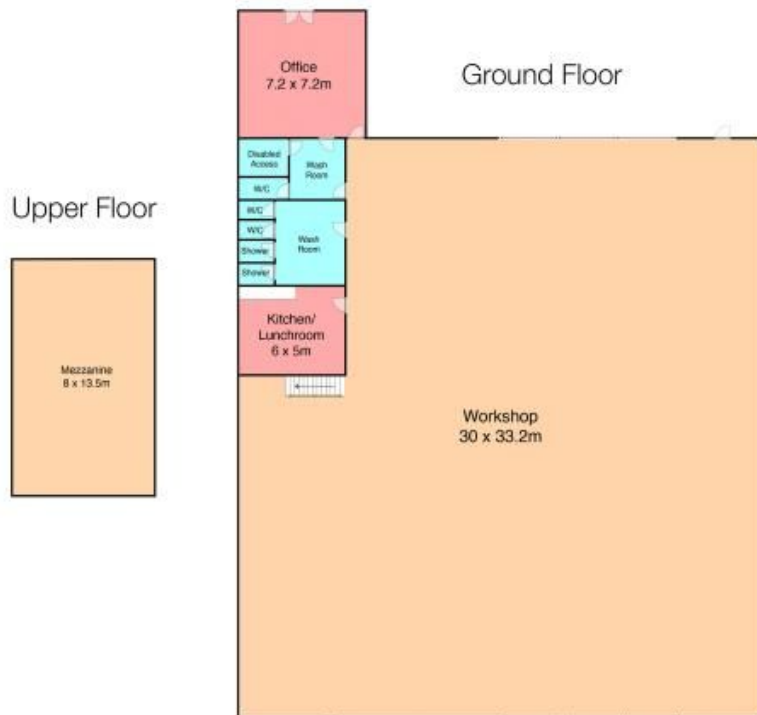 Office
7.2 x 7.2m
Ground Floor
Disabled
Access
Wash
Room
W/C
Upper Floor
W/C
W/C
Wash
Room
Shower
Shower
Kitchen/
Lunchroom
6 x 5m
Mezzanine
8 x 13.5m
Workshop
30 x 33.2m